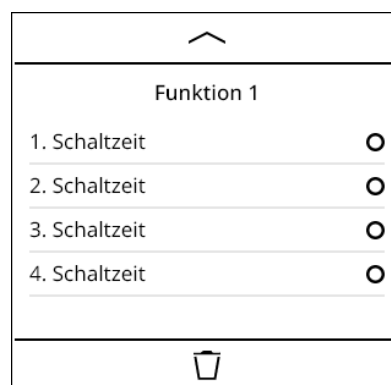 Funktion 1
1. Schaltzeit
2. Schaltzeit
3. Schaltzeit
4. Schaltzeit